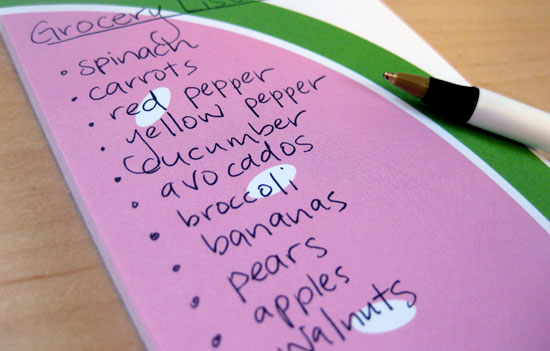 Grocery List
• spinach
• carrots
• red pepper
• yellow pepper
• cucumber
• avocados
• broccoli
• bananas
• pears
• apples
• walnuts